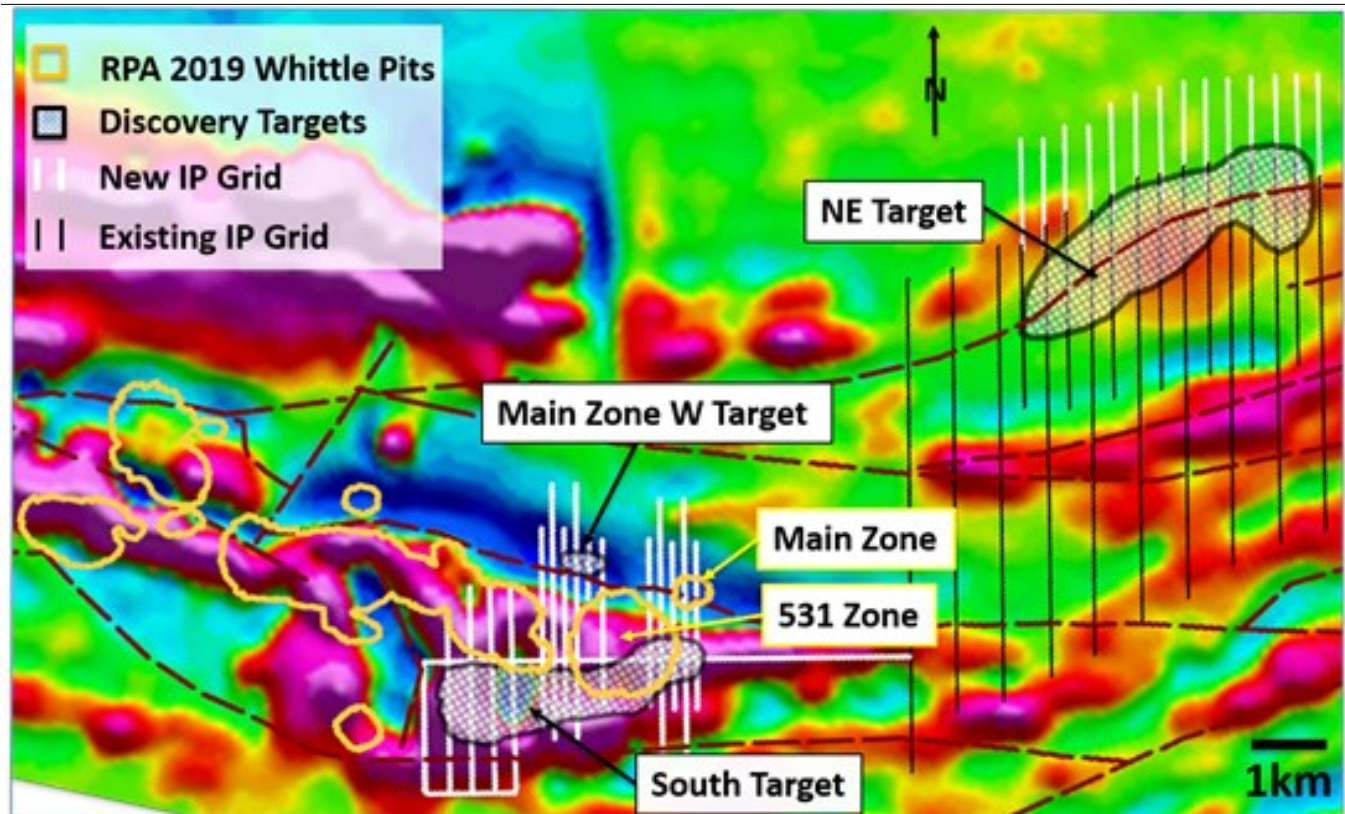 RPA 2019 Whittle Pits
Discovery Targets
New IP Grid
Existing IP Grid
N
NE Target
Main Zone W Target
Main Zone
531 Zone
South Target
1km